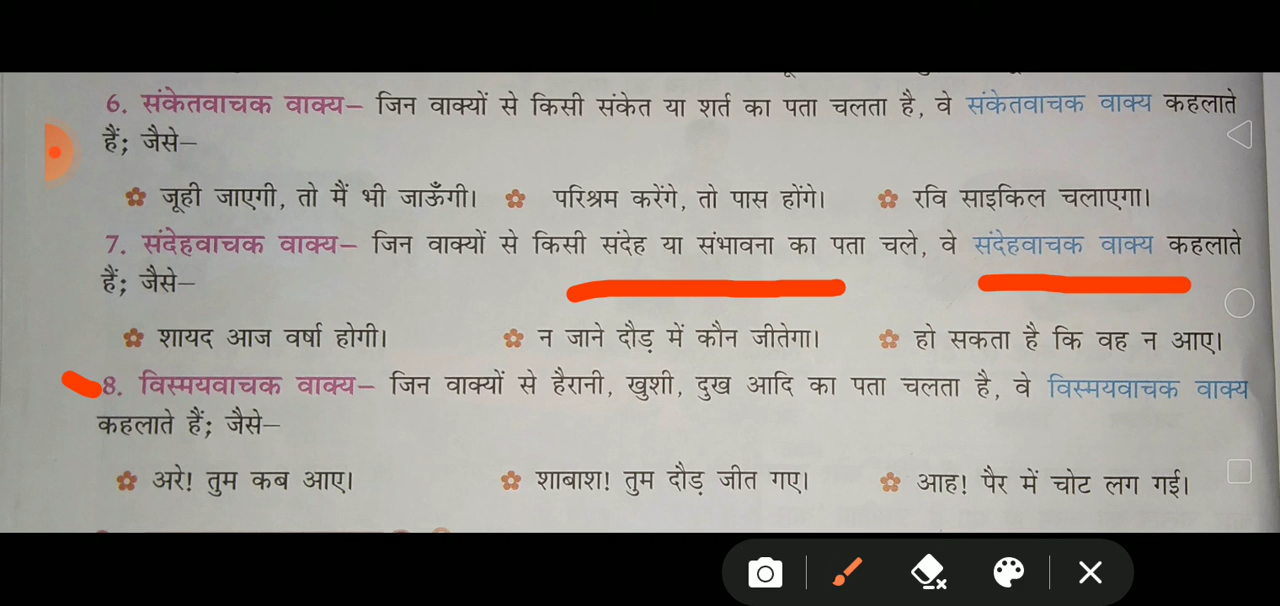 6. संकेतवाचक वाक्य– जिन वाक्यों से किसी संकेत या शर्त का पता चलता है, वे संकेतवाचक वाक्य कहलाते
हैं; जैसे–
जूही जाएगी, तो मैं भी जाऊँगी। परिश्रम करेंगे, तो पास होंगे। रवि साइकिल चलाएगा।
7. संदेहवाचक वाक्य– जिन वाक्यों से किसी संदेह या संभावना का पता चले, वे संदेहवाचक वाक्य कहलाते
हैं; जैसे–
शायद आज वर्षा होगी। न जाने दौड़ में कौन जीतेगा। हो सकता है कि वह न आए।
8. विस्मयवाचक वाक्य– जिन वाक्यों से हैरानी, खुशी, दुख आदि का पता चलता है, वे विस्मयवाचक वाक्य
कहलाते हैं; जैसे–
अरे! तुम कब आए। शाबाश! तुम दौड़ जीत गए। आह! पैर में चोट लग गई।